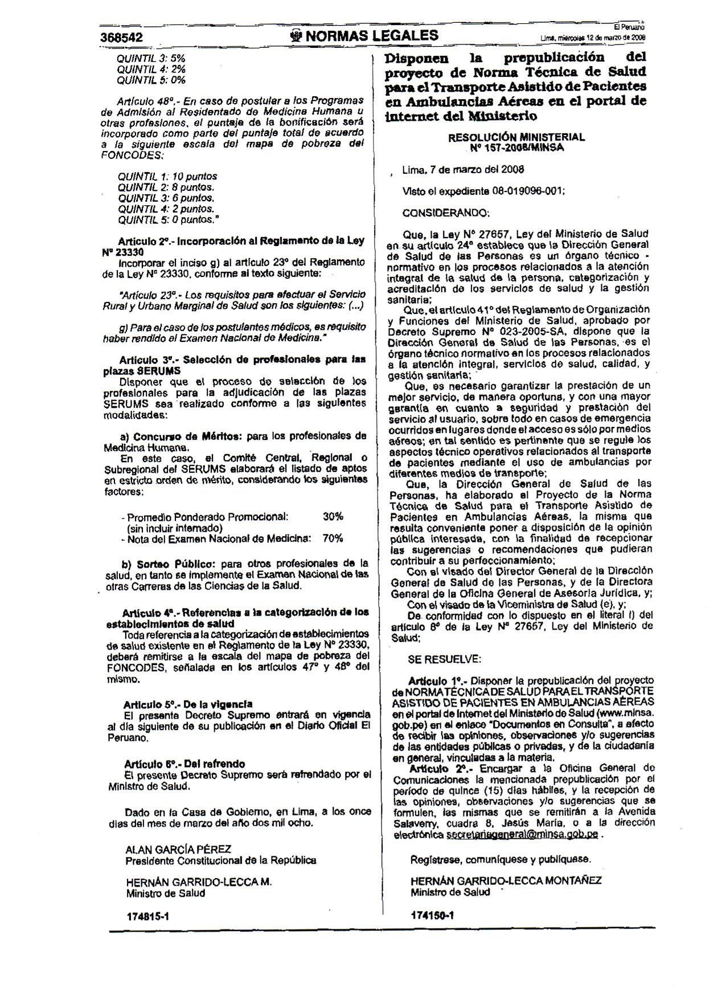 368542
NORMAS LEGALES
El Peruano
Lima, miércoles 12 de marzo de 2008
QUINTIL 3: 5%
QUINTIL 4: 2%
QUINTIL 5: 0%
Artículo 48º.- En caso de postular a los Programas
de Admisión al Residentado de Medicina Humana u
otras profesiones, el puntaje de la bonificación será
incorporado como parte del puntaje total de acuerdo
a la siguiente escala del mapa de pobreza del
FONCODES:
QUINTIL 1: 10 puntos
QUINTIL 2: 8 puntos.
QUINTIL 3: 6 puntos.
QUINTIL 4: 2 puntos.
QUINTIL 5: 0 puntos."
Artículo 2º.- Incorporación al Reglamento de la Ley
Nº 23330
Incorporar el inciso g) al artículo 23º del Reglamento
de la Ley Nº 23330, conforme al texto siguiente:
"Artículo 23º.- Los requisitos para efectuar el Servicio
Rural y Urbano Marginal de Salud son los siguientes: (...)
g) Para el caso de los postulantes médicos, es requisito
haber rendido el Examen Nacional de Medicina."
Artículo 3º.- Selección de profesionales para las
plazas SERUMS
Disponer que el proceso de selección de los
profesionales para la adjudicación de las plazas
SERUMS sea realizado conforme a las siguientes
modalidades:
a) Concurso de Méritos: para los profesionales de
Medicina Humana.
En este caso, el Comité Central, Regional o
Subregional del SERUMS elaborará el listado de aptos
en estricto orden de mérito, considerando los siguientes
factores:
- Promedio Ponderado Promocional: 30%
(sin incluir internado)
- Nota del Examen Nacional de Medicina: 70%
b) Sorteo Público: para otros profesionales de la
salud, en tanto se implemente el Examen Nacional de las
otras Carreras de las Ciencias de la Salud.
Artículo 4º.- Referencias a la categorización de los
establecimientos de salud
Toda referencia a la categorización de establecimientos
de salud existente en el Reglamento de la Ley Nº 23330,
deberá remitirse a la escala del mapa de pobreza del
FONCODES, señalada en los artículos 47º y 48º del
mismo.
Artículo 5º.- De la vigencia
El presente Decreto Supremo entrará en vigencia
al día siguiente de su publicación en el Diario Oficial El
Peruano.
Artículo 6º.- Del refrendo
El presente Decreto Supremo será refrendado por el
Ministro de Salud.
Dado en la Casa de Gobierno, en Lima, a los once
días del mes de marzo del año dos mil ocho.
ALAN GARCÍA PÉREZ
Presidente Constitucional de la República
HERNÁN GARRIDO-LECCA M.
Ministro de Salud
174815-1
Disponen la prepublicación del
proyecto de Norma Técnica de Salud
para el Transporte Asistido de Pacientes
en Ambulancias Aéreas en el portal de
internet del Ministerio
RESOLUCIÓN MINISTERIAL
Nº 157-2008/MINSA
Lima, 7 de marzo del 2008
Visto el expediente 08-019096-001;
CONSIDERANDO:
Que, la Ley Nº 27657, Ley del Ministerio de Salud
en su artículo 24º establece que la Dirección General
de Salud de las Personas es un órgano técnico -
normativo en los procesos relacionados a la atención
integral de la salud de la persona, categorización y
acreditación de los servicios de salud y la gestión
sanitaria;
Que, el artículo 41º del Reglamento de Organización
y Funciones del Ministerio de Salud, aprobado por
Decreto Supremo Nº 023-2005-SA, dispone que la
Dirección General de Salud de las Personas, es el
órgano técnico normativo en los procesos relacionados
a la atención integral, servicios de salud, calidad, y
gestión sanitaria;
Que, es necesario garantizar la prestación de un
mejor servicio, de manera oportuna, y con una mayor
garantía en cuanto a seguridad y prestación del
servicio al usuario, sobre todo en casos de emergencia
ocurridos en lugares donde el acceso es sólo por medios
aéreos; en tal sentido es pertinente que se regule los
aspectos técnico operativos relacionados al transporte
de pacientes mediante el uso de ambulancias por
diferentes medios de transporte;
Que, la Dirección General de Salud de las
Personas, ha elaborado el Proyecto de la Norma
Técnica de Salud para el Transporte Asistido de
Pacientes en Ambulancias Aéreas, la misma que
resulta conveniente poner a disposición de la opinión
pública interesada, con la finalidad de recepcionar
las sugerencias o recomendaciones que pudieran
contribuir a su perfeccionamiento;
Con el visado del Director General de la Dirección
General de Salud de las Personas, y de la Directora
General de la Oficina General de Asesoría Jurídica, y;
Con el visado de la Viceministra de Salud (e), y;
De conformidad con lo dispuesto en el literal l) del
artículo 8º de la Ley Nº 27657, Ley del Ministerio de
Salud;
SE RESUELVE:
Artículo 1º.- Disponer la prepublicación del proyecto
de NORMA TÉCNICA DE SALUD PARA EL TRANSPORTE
ASISTIDO DE PACIENTES EN AMBULANCIAS AÉREAS
en el portal de Internet del Ministerio de Salud (www.minsa.
gob.pe) en el enlace "Documentos en Consulta", a efecto
de recibir las opiniones, observaciones y/o sugerencias
de las entidades públicas o privadas, y de la ciudadanía
en general, vinculadas a la materia.
Artículo 2º.- Encargar a la Oficina General de
Comunicaciones la mencionada prepublicación por el
período de quince (15) días hábiles, y la recepción de
las opiniones, observaciones y/o sugerencias que se
formulen, las mismas que se remitirán a la Avenida
Salaverry, cuadra 8, Jesús María, o a la dirección
electrónica secretariageneral@minsa.gob.pe .
Regístrese, comuníquese y publíquese.
HERNÁN GARRIDO-LECCA MONTAÑEZ
Ministro de Salud
174150-1